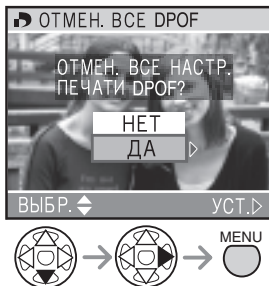 ОТМЕН. ВСЕ DPOF
ОТМЕН. ВСЕ НАСТР.
ПЕЧАТИ DPOF?
НЕТ
ДА
ВЫБР.
УСТ.
MENU